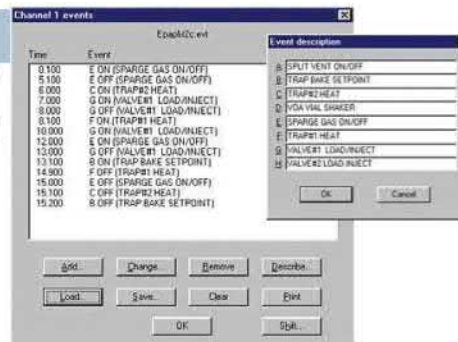 Channel 1 events
Epaplt2c.evt
Time Event
0.100 E ON (SPARGE GAS ON/OFF)
5.100 E OFF (SPARGE GAS ON/OFF)
6.000 C ON (TRAP#2 HEAT)
7.000 G ON (VALVE#1 LOAD/INJECT)
8.000 G OFF (VALVE#1 LOAD/INJECT)
8.100 F ON (TRAP#1 HEAT)
10.000 G ON (VALVE#1 LOAD/INJECT)
12.000 E ON (SPARGE GAS ON/OFF)
13.000 G OFF (VALVE#1 LOAD/INJECT)
13.100 B ON (TRAP BAKE SETPOINT)
14.900 F OFF (TRAP#1 HEAT)
15.000 E OFF (SPARGE GAS ON/OFF)
15.100 C OFF (TRAP#2 HEAT)
15.200 B OFF (TRAP BAKE SETPOINT)
Add... Change... Remove Describe...
Load... Save... Clear Print
OK Shift...
Event description
A: SPLIT VENT ON/OFF
B: TRAP BAKE SETPOINT
C: TRAP#2 HEAT
D: VOA VIAL SHAKER
E: SPARGE GAS ON/OFF
F: TRAP#1 HEAT
G: VALVE#1 LOAD/INJECT
H: VALVE#2 LOAD INJECT
OK Cancel